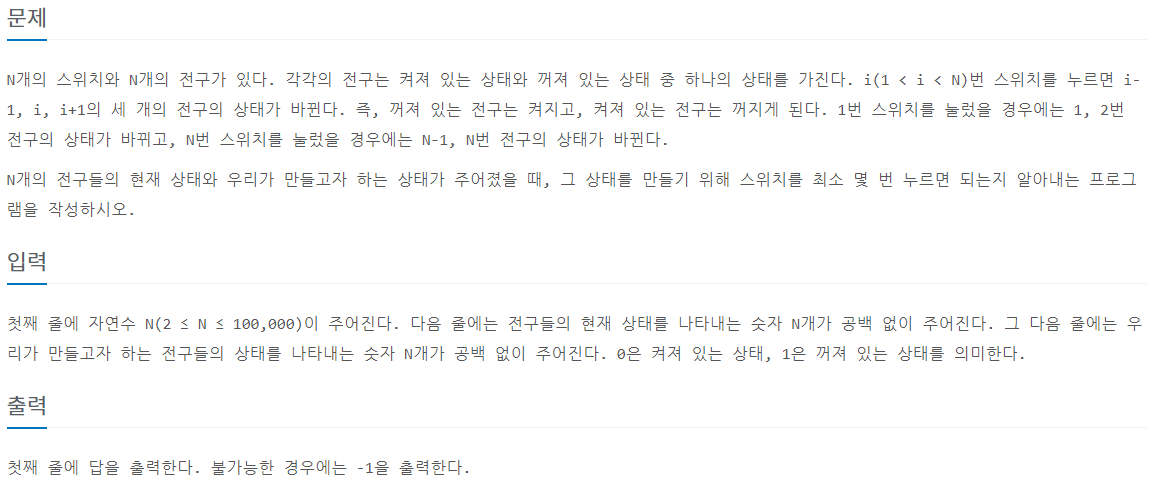 문제
N개의 스위치와 N개의 전구가 있다. 각각의 전구는 켜져 있는 상태와 꺼져 있는 상태 중 하나의 상태를 가진다. i(1 < i < N)번 스위치를 누르면 i-
1, i, i+1의 세 개의 전구의 상태가 바뀐다. 즉, 꺼져 있는 전구는 켜지고, 켜져 있는 전구는 꺼지게 된다. 1번 스위치를 눌렀을 경우에는 1, 2번
전구의 상태가 바뀌고, N번 스위치를 눌렀을 경우에는 N-1, N번 전구의 상태가 바뀐다.
N개의 전구들의 현재 상태와 우리가 만들고자 하는 상태가 주어졌을 때, 그 상태를 만들기 위해 스위치를 최소 몇 번 누르면 되는지 알아내는 프로그
램을 작성하시오.
입력
첫째 줄에 자연수 N(2 ≤ N ≤ 100,000)이 주어진다. 다음 줄에는 전구들의 현재 상태를 나타내는 숫자 N개가 공백 없이 주어진다. 그 다음 줄에는 우
리가 만들고자 하는 전구들의 상태를 나타내는 숫자 N개가 공백 없이 주어진다. 0은 켜져 있는 상태, 1은 꺼져 있는 상태를 의미한다.
출력
첫째 줄에 답을 출력한다. 불가능한 경우에는 -1을 출력한다.